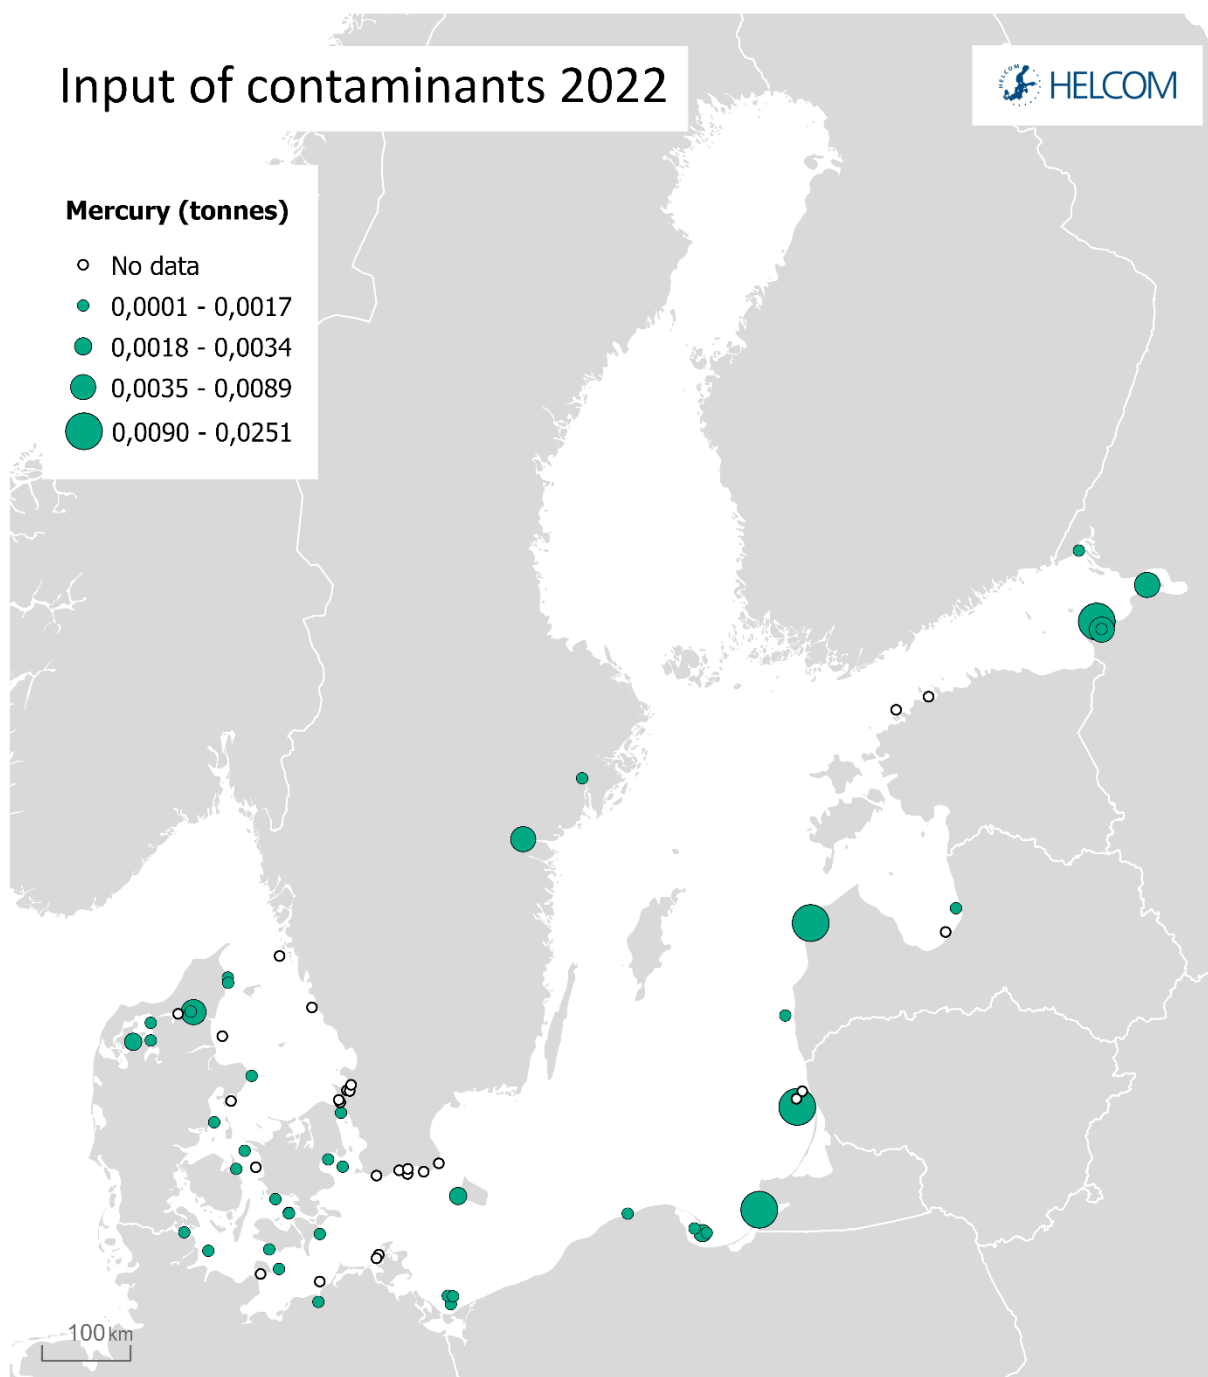 Input of contaminants 2022
HELCOM
HELCOM
Mercury (tonnes)
No data
0,0001 - 0,0017
0,0018 - 0,0034
0,0035 - 0,0089
0,0090 - 0,0251
100 km